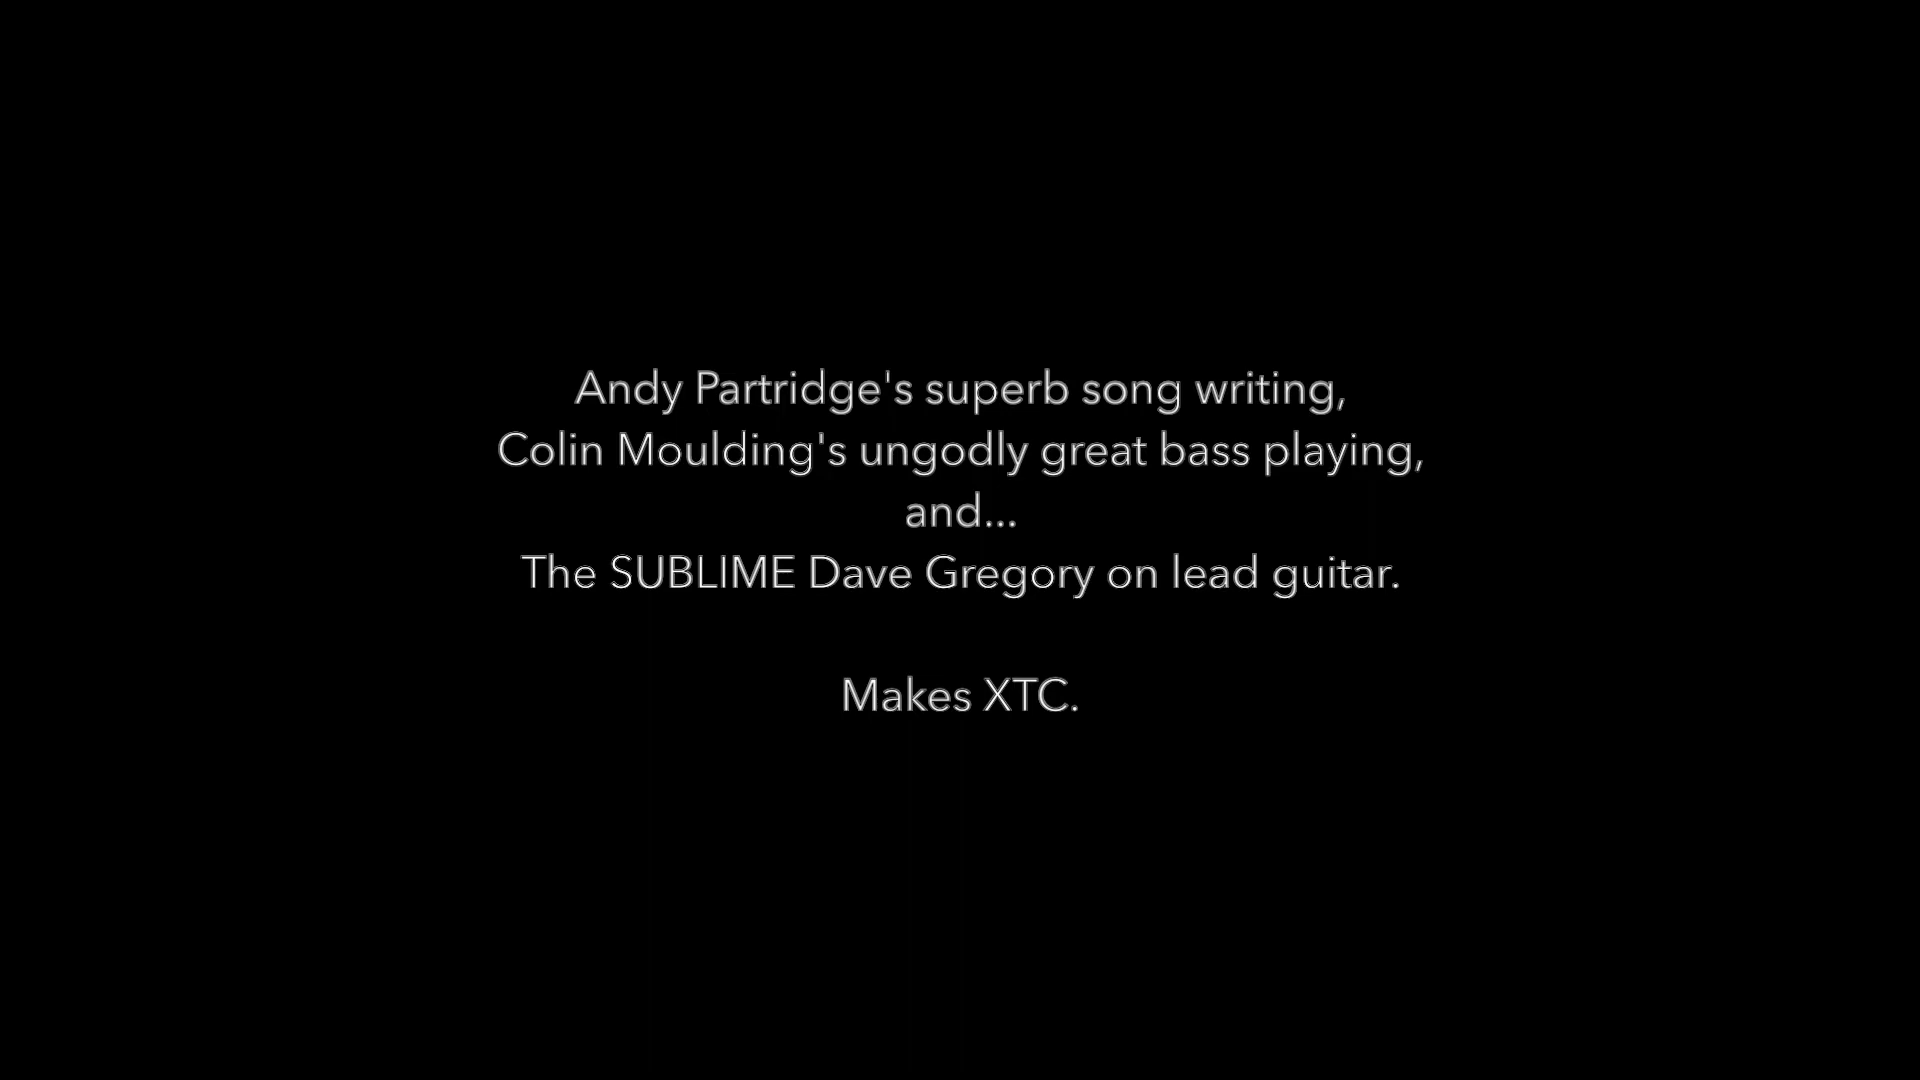 Andy Partridge's superb song writing,
Colin Moulding's ungodly great bass playing,
and...
The SUBLIME Dave Gregory on lead guitar.
Makes XTC.